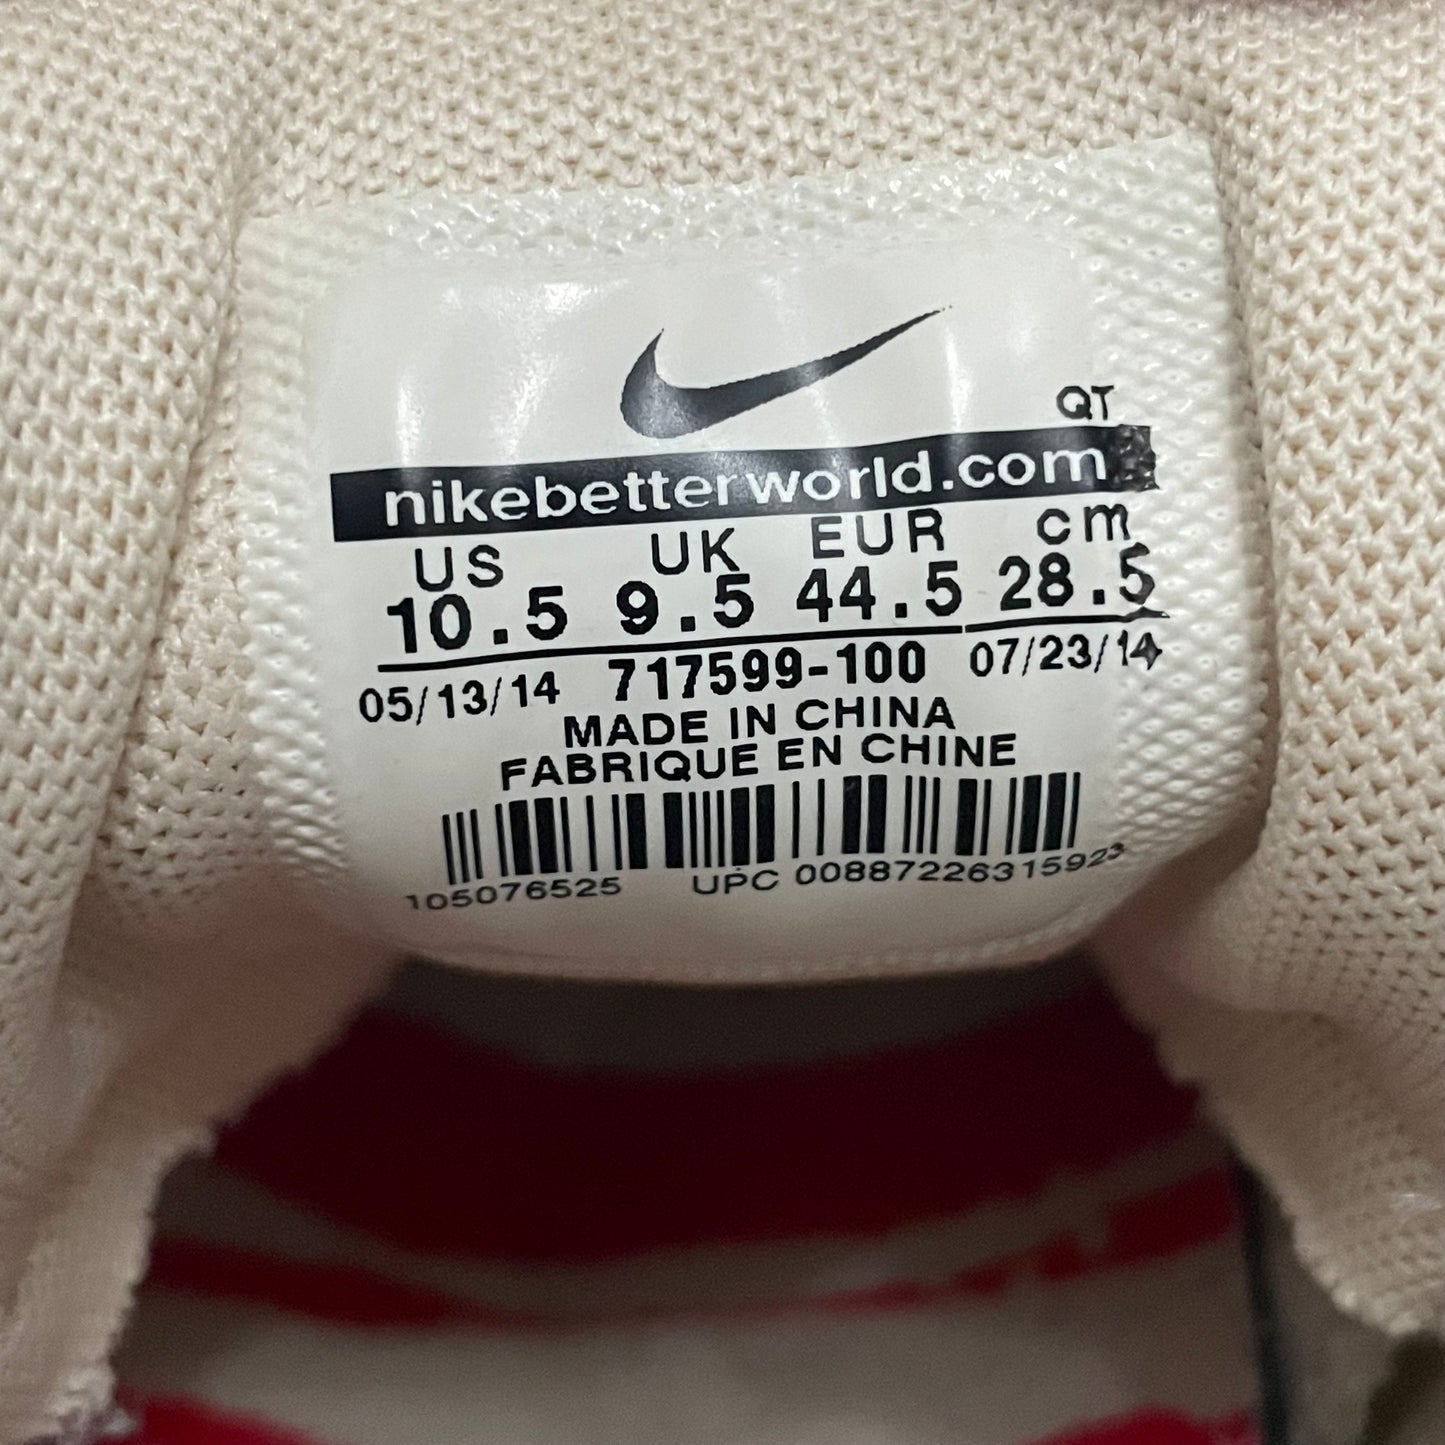 QT
nikebetterworld.com
US UK EUR cm
10.5 9.5 44.5 28.5
05/13/14 717599-100 07/23/14
MADE IN CHINA
FABRIQUE EN CHINE
105076525 UPC 00887226315923